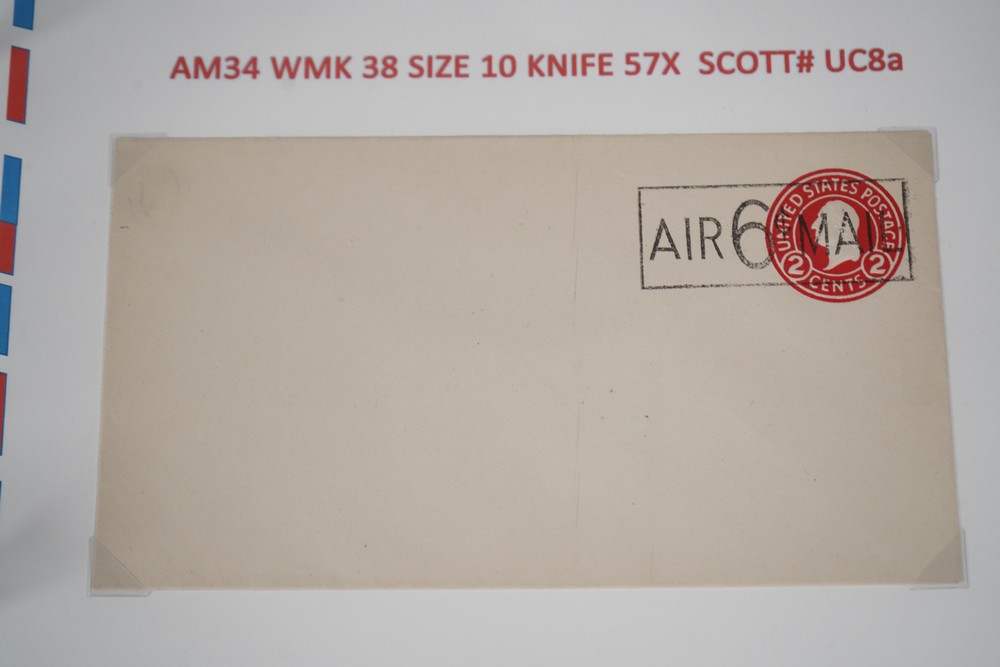 AM34 WMK 38 SIZE 10 KNIFE 57X SCOTT# UC8a
UNITED STATES POSTAGE
AIR 6¢ MAIL
2 2
CENTS